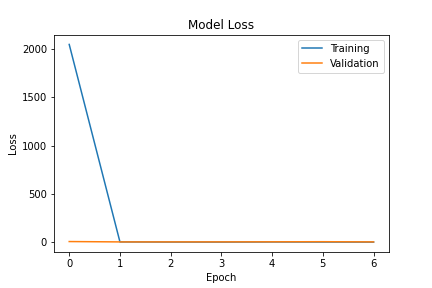 Model Loss
Training
Validation
2000
1500
1000
500
0
Loss
0 1 2 3 4 5 6
Epoch